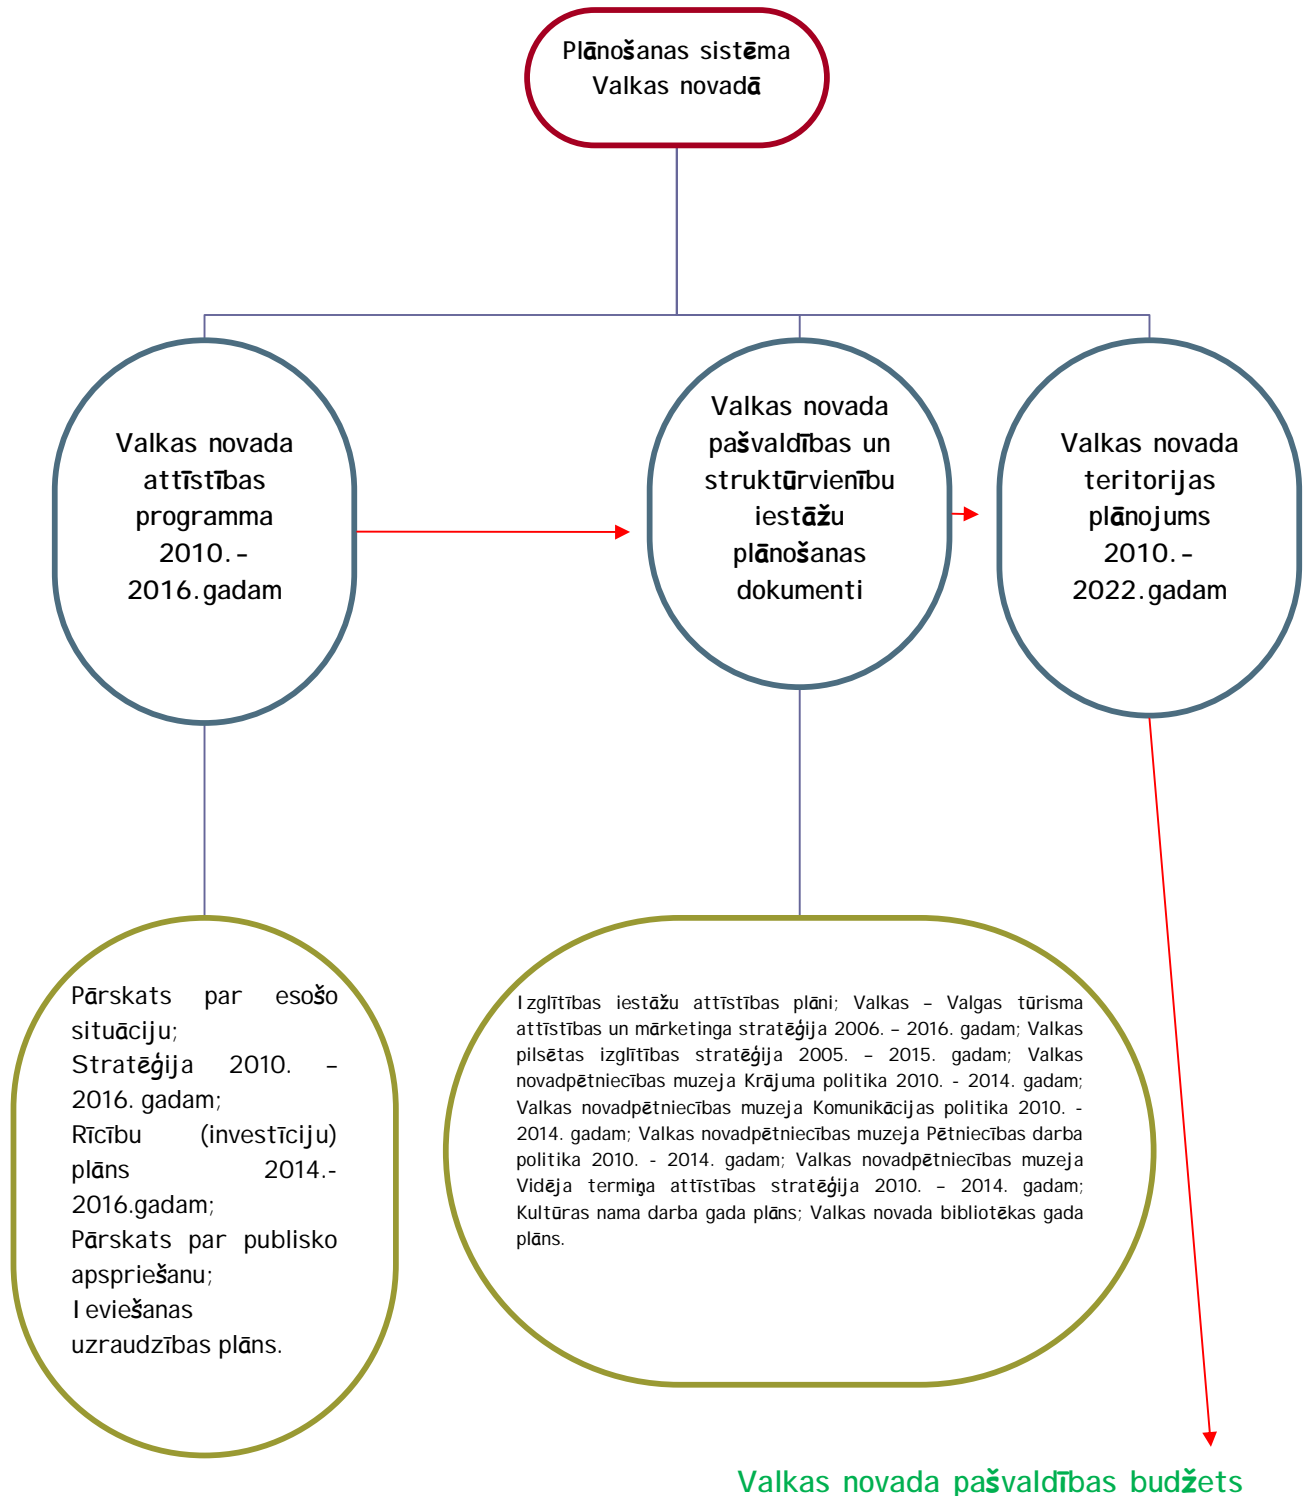 Plānošanas sistēma
Valkas novadā
Valkas novada
attīstības
programma
2010. –
2016.gadam
Valkas novada
pašvaldības un
struktūrvienību
iestāžu
plānošanas
dokumenti
Valkas novada
teritorijas
plānojums
2010. –
2022.gadam
Pārskats par esošo
situāciju;
Stratēģija 2010. –
2016. gadam;
Rīcību (investīciju)
plāns 2014.-
2016.gadam;
Pārskats par publisko
apspriešanu;
Ieviešanas
uzraudzības plāns.
Izglītības iestāžu attīstības plāni; Valkas – Valgas tūrisma
attīstības un mārketinga stratēģija 2006. – 2016. gadam; Valkas
pilsētas izglītības stratēģija 2005. – 2015. gadam; Valkas
novadpētniecības muzeja Krājuma politika 2010. - 2014. gadam;
Valkas novadpētniecības muzeja Komunikācijas politika 2010. -
2014. gadam; Valkas novadpētniecības muzeja Pētniecības darba
politika 2010. - 2014. gadam; Valkas novadpētniecības muzeja
Vidēja termiņa attīstības stratēģija 2010. – 2014. gadam;
Kultūras nama darba gada plāns; Valkas novada bibliotēkas gada
plāns.
Valkas novada pašvaldības budžets